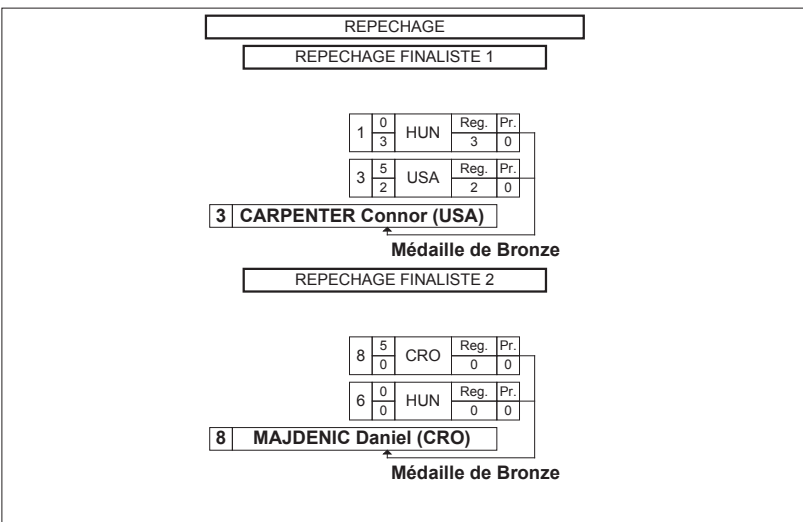 REPECHAGE
REPECHAGE FINALISTE 1
1 0 HUN Reg. Pr.
3 3 0
3 5 USA Reg. Pr.
2 2 0
3 CARPENTER Connor (USA)
Médaille de Bronze
REPECHAGE FINALISTE 2
8 5 CRO Reg. Pr.
0 0 0
6 0 HUN Reg. Pr.
0 0 0
8 MAJDENIC Daniel (CRO)
Médaille de Bronze